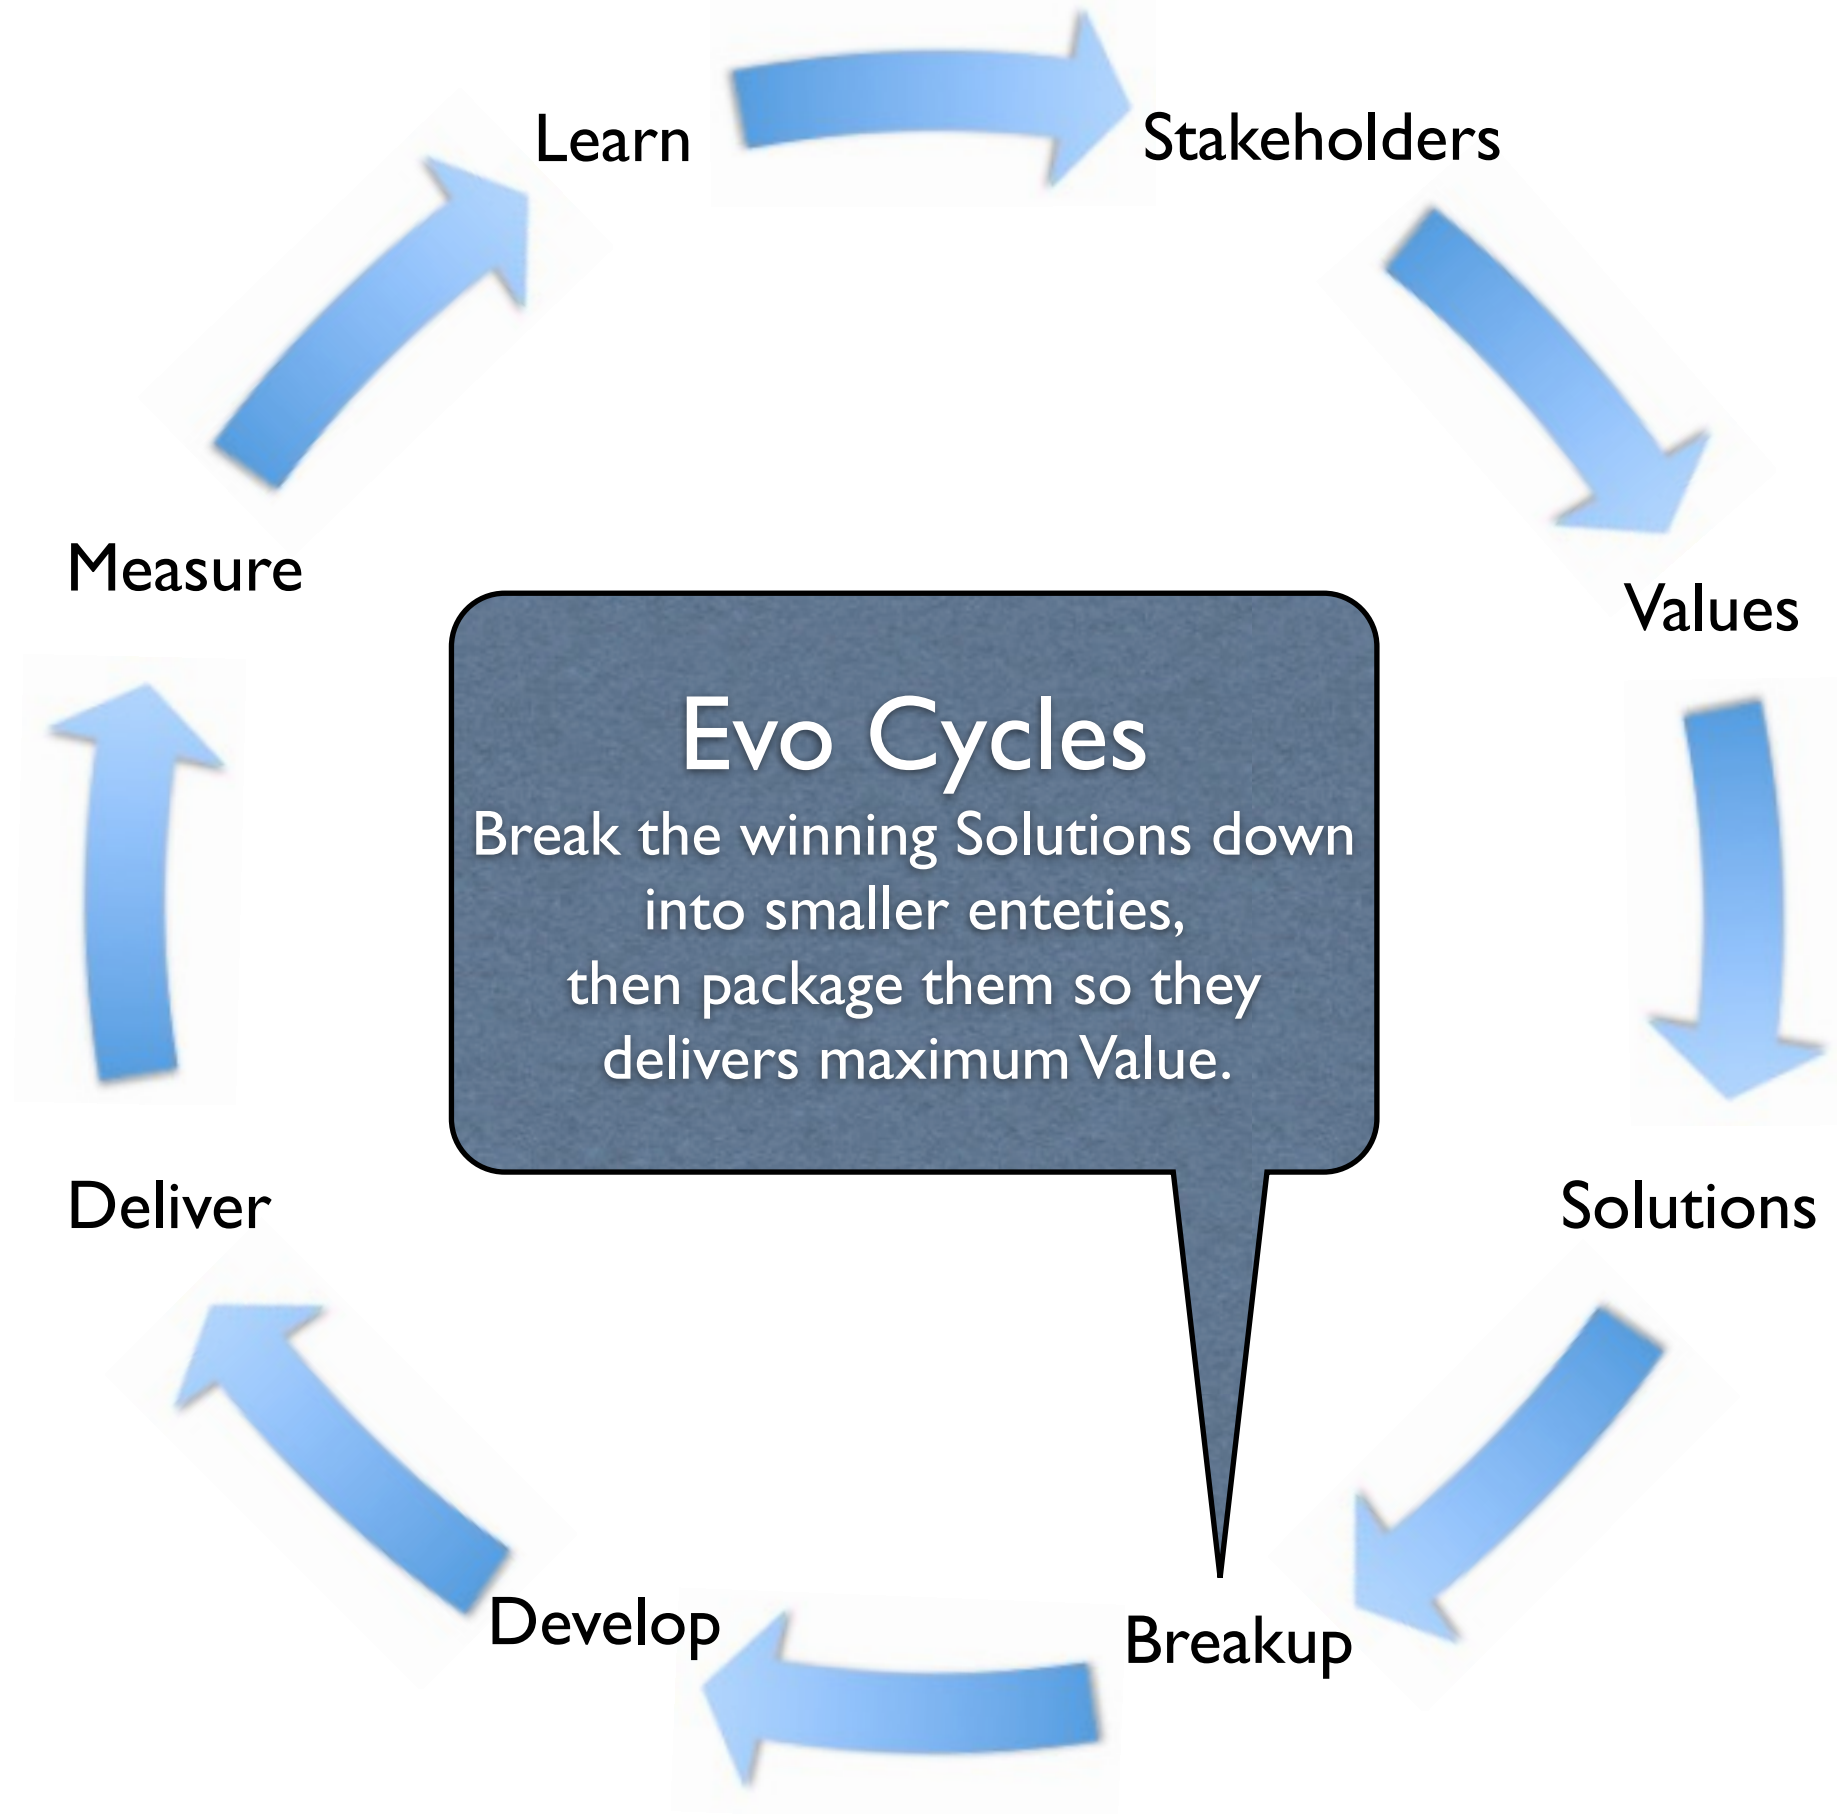 Learn
Stakeholders
Measure
Values
Evo Cycles
Break the winning Solutions down
into smaller enteties,
then package them so they
delivers maximum Value.
Deliver
Solutions
Develop
Breakup